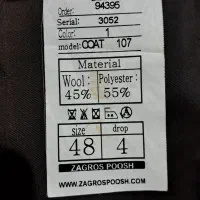 Order: 94395
Serial: 3052
Color: 1
model: COAT 107
Material
Wool: Polyester:
45% 55%
size drop
48 4
ZAGROS POOSH
WWW.ZAGROSPOOSH.COM